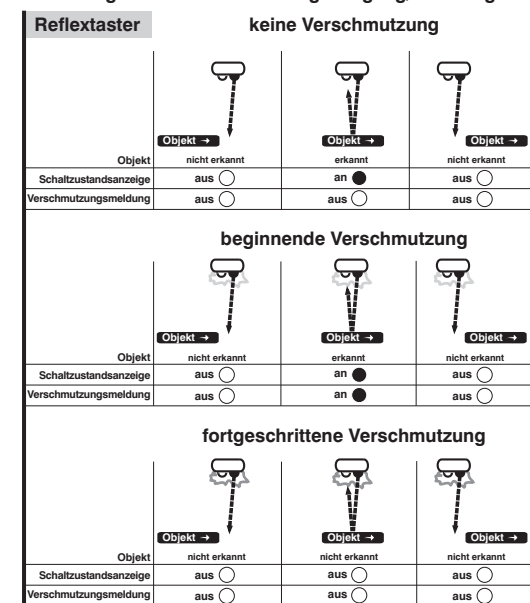 Reflextaster keine Verschmutzung
Objekt → Objekt → Objekt →
Objekt nicht erkannt erkannt nicht erkannt
Schaltzustandsanzeige aus an aus
Verschmutzungsmeldung aus aus aus
beginnende Verschmutzung
Objekt → Objekt → Objekt →
Objekt nicht erkannt erkannt nicht erkannt
Schaltzustandsanzeige aus an aus
Verschmutzungsmeldung aus an aus
fortgeschrittene Verschmutzung
Objekt → Objekt → Objekt →
Objekt nicht erkannt nicht erkannt nicht erkannt
Schaltzustandsanzeige aus aus aus
Verschmutzungsmeldung aus aus aus